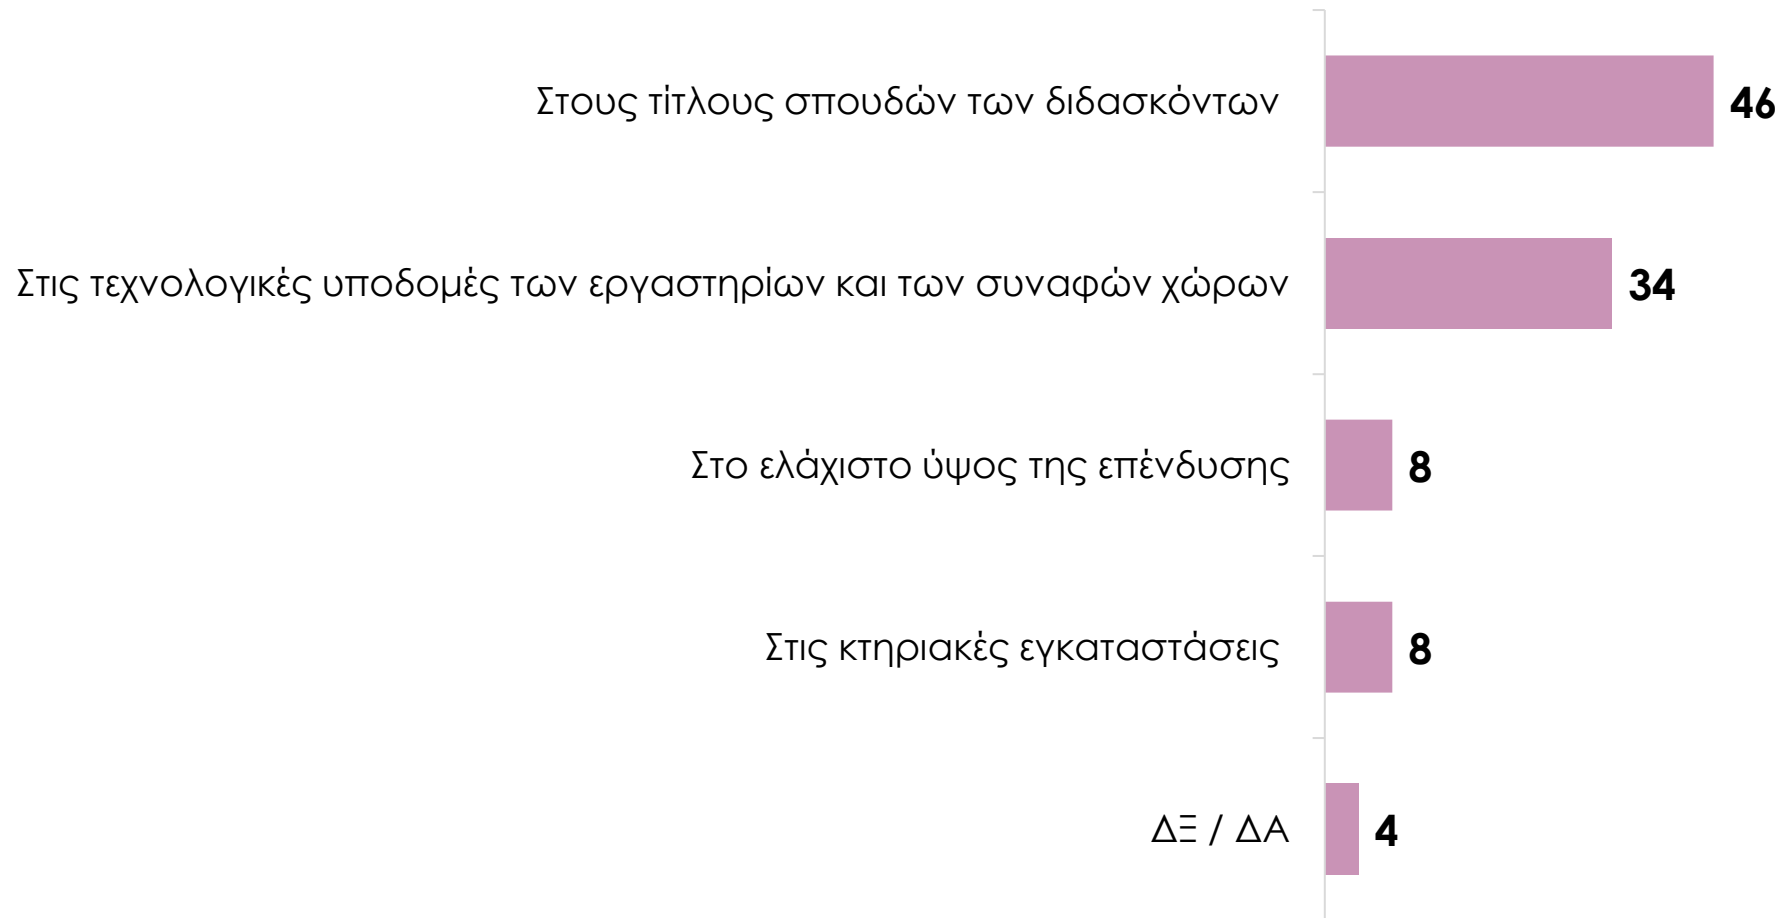 Στους τίτλους σπουδών των διδασκόντων 46
Στις τεχνολογικές υποδομές των εργαστηρίων και των συναφών χώρων 34
Στο ελάχιστο ύψος της επένδυσης 8
Στις κτηριακές εγκαταστάσεις 8
ΔΞ / ΔΑ 4